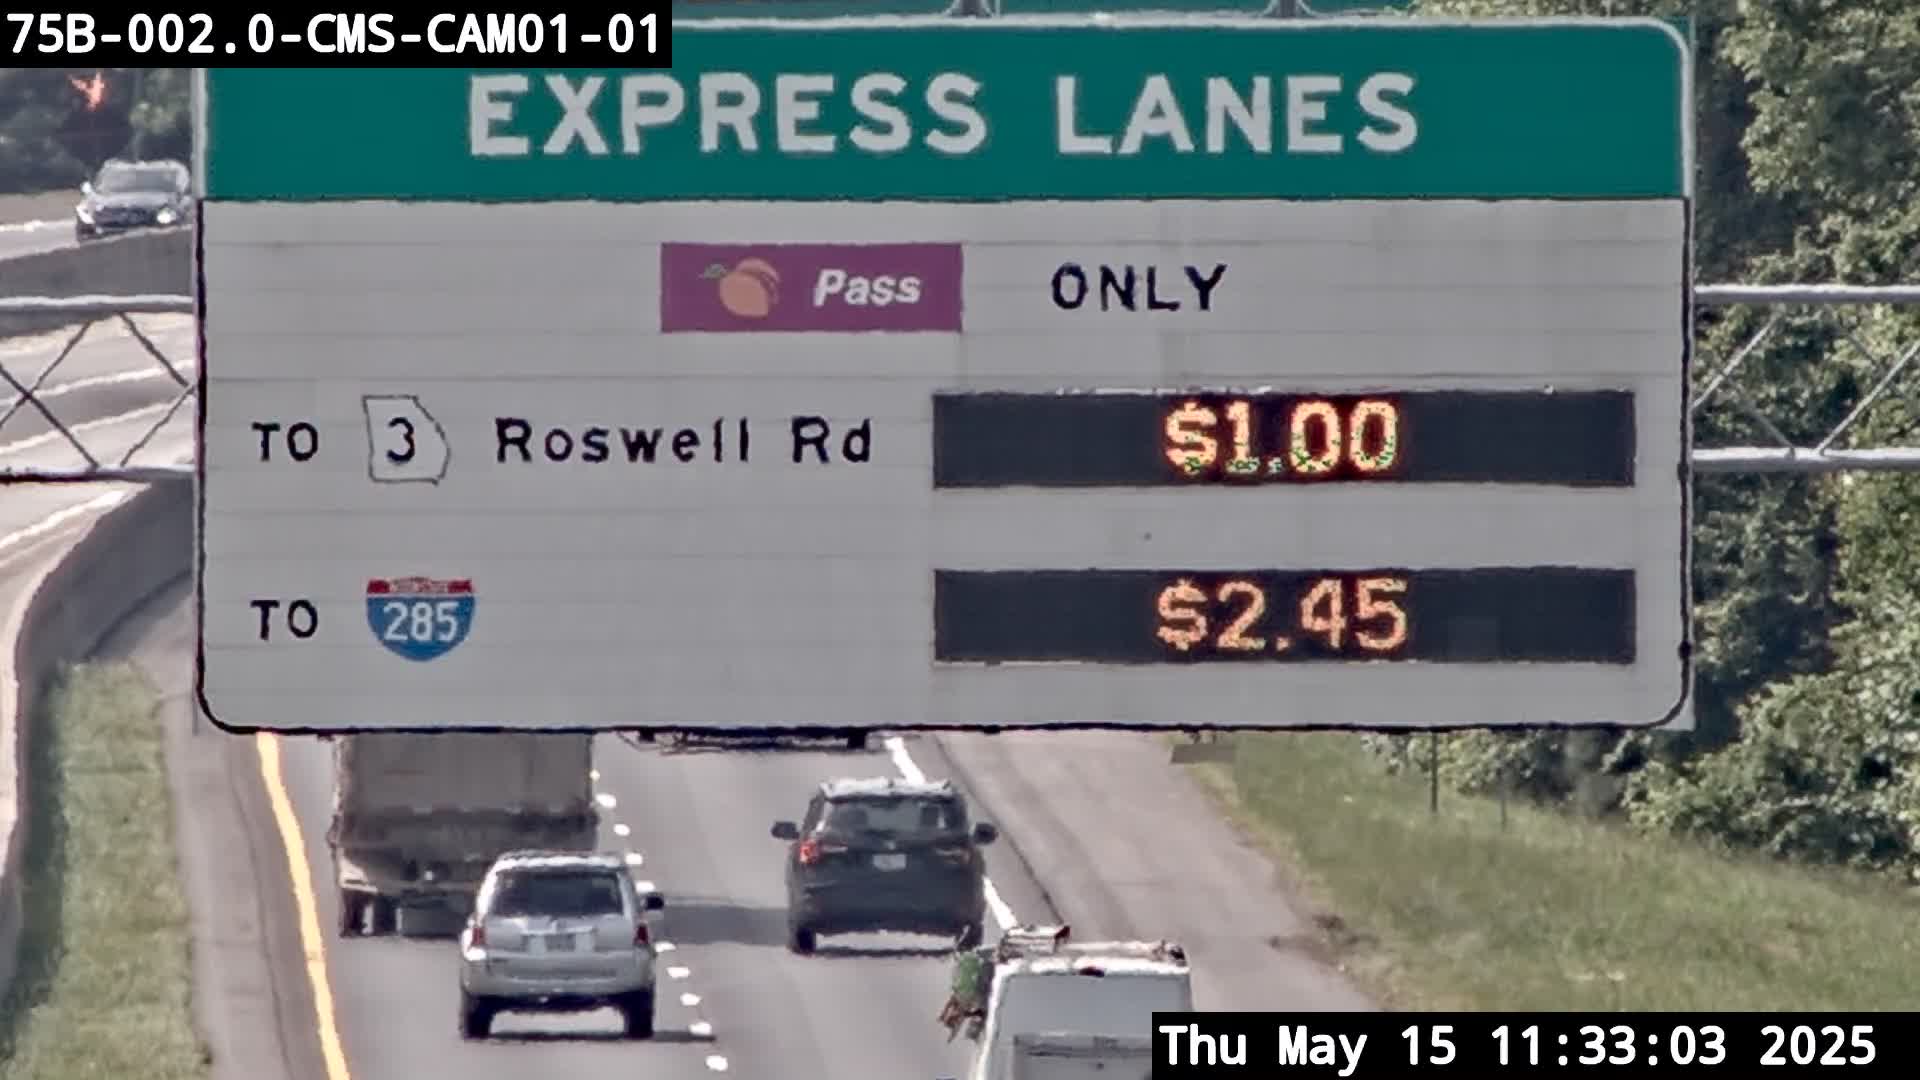 75B-002.0-CMS-CAM01-01
EXPRESS LANES
Pass ONLY
TO 3 Roswell Rd $1.00
TO 285 $2.45
Thu May 15 11:33:03 2025